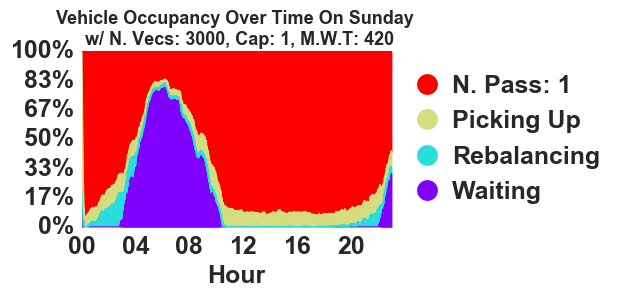 Vehicle Occupancy Over Time On Sunday
w/ N. Vecs: 3000, Cap: 1, M.W.T: 420
100%
83%
67%
50%
33%
17%
0%
00 04 08 12 16 20
Hour
N. Pass: 1
Picking Up
Rebalancing
Waiting